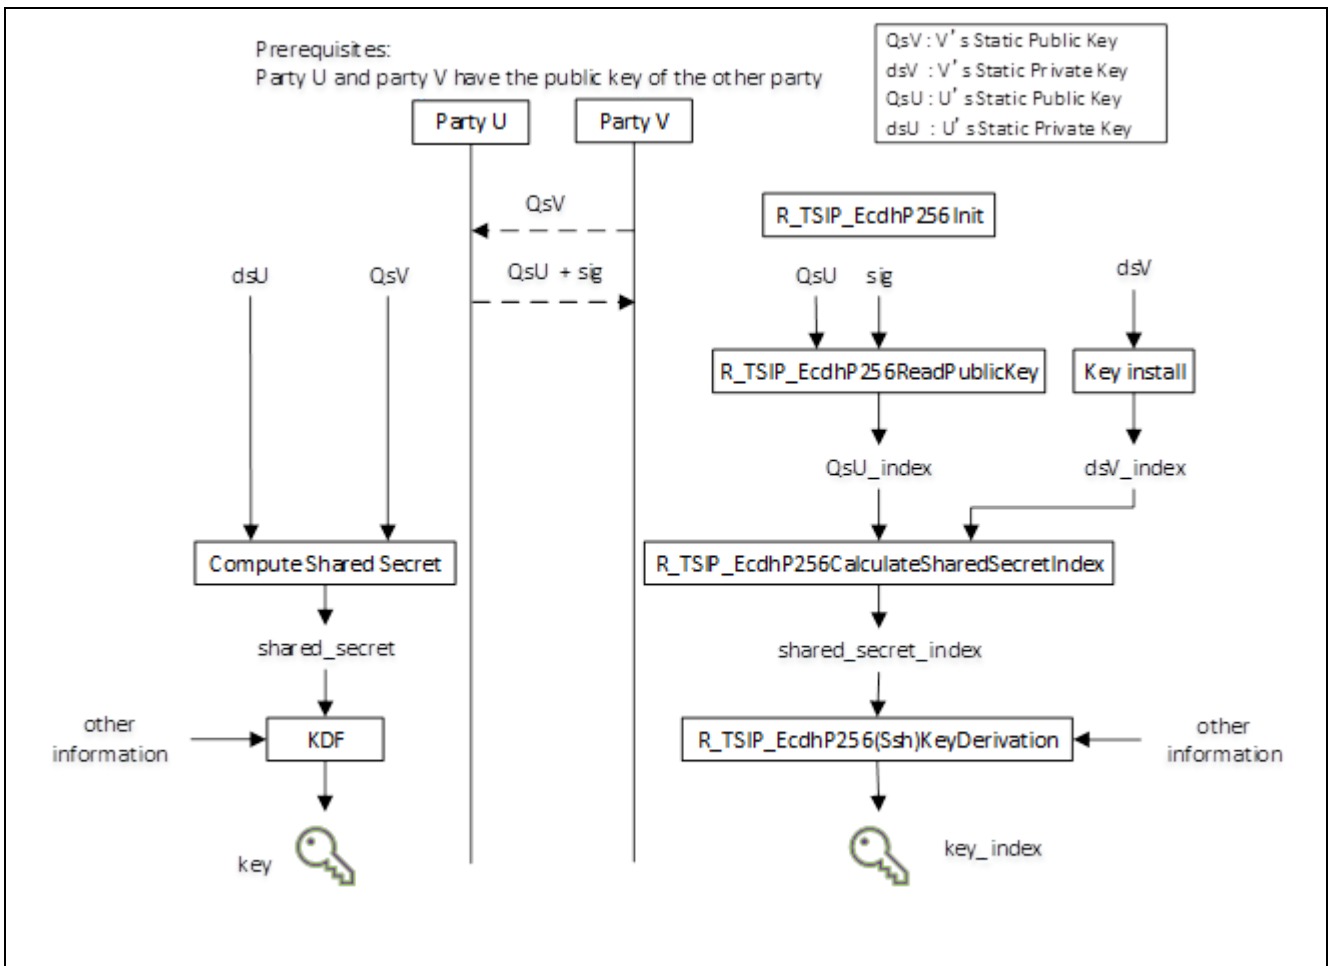 Prerequisites:
Party U and party V have the public key of the other party
QsV : V's Static Public Key
dsV : V's Static Private Key
QsU : U's Static Public Key
dsU : U's Static Private Key
Party U
Party V
QsV
R_TSIP_EcdhP256Init
dsU
QsV
QsU + sig
QsU
sig
dsV
R_TSIP_EcdhP256ReadPublicKey
Key install
QsU_index
dsV_index
Compute Shared Secret
R_TSIP_EcdhP256CalculateSharedSecretIndex
shared_secret
shared_secret_index
other
information
KDF
R_TSIP_EcdhP256(Ssh)KeyDerivation
other
information
key
key_index